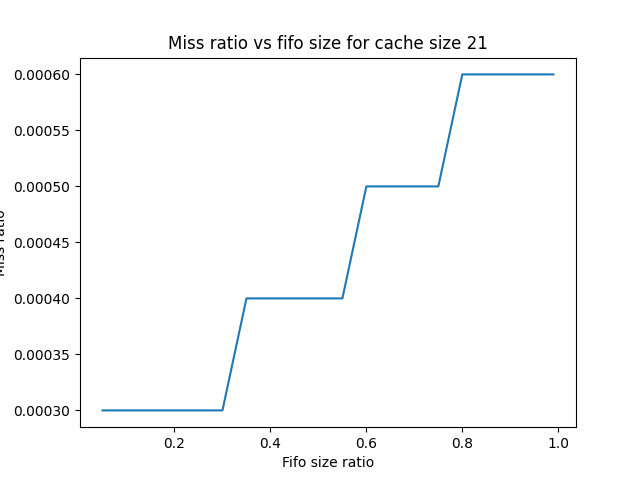 Miss ratio vs fifo size for cache size 21
0.00060
0.00055
0.00050
0.00045
0.00040
0.00035
0.00030
Miss ratio
0.2 0.4 0.6 0.8 1.0
Fifo size ratio